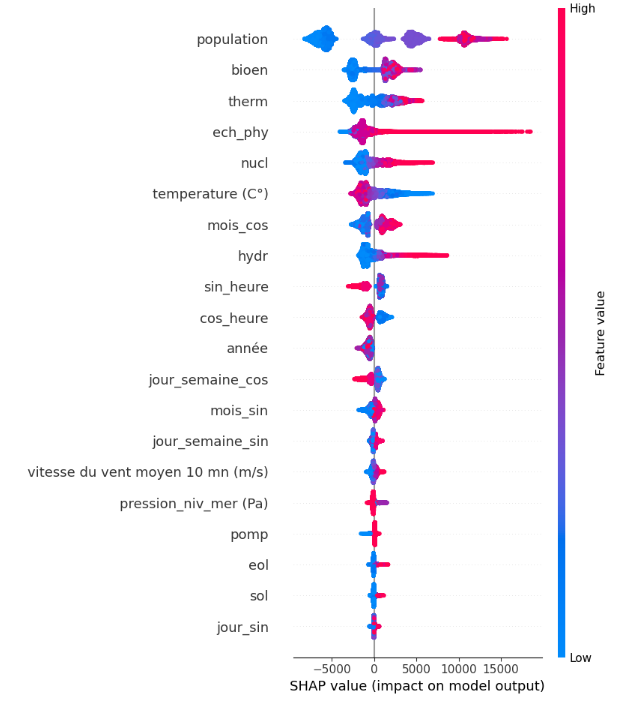 High
population
bioen
therm
ech_phy
nucl
temperature (C°)
mois_cos
hydr
sin_heure
cos_heure
année
jour_semaine_cos
mois_sin
jour_semaine_sin
vitesse du vent moyen 10 mn (m/s)
pression_niv_mer (Pa)
pomp
eol
sol
jour_sin
Feature value
Low
−5000 0 5000 10000 15000
SHAP value (impact on model output)